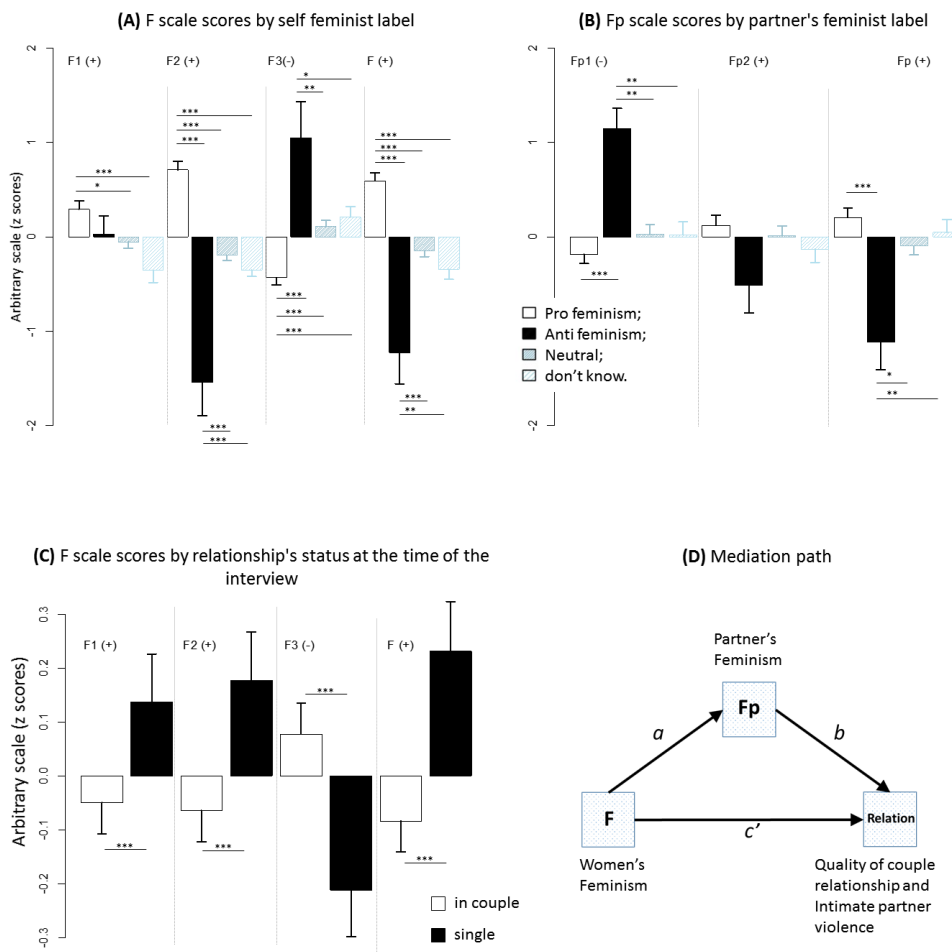 (A) F scale scores by self feminist label
F1 (+)
F2 (+)
F3(-)
F (+)
Arbitrary scale (z scores)
2
1
0
-1
-2
***
*
***
***
***
***
***
*
**
***
***
***
***
***
***
***
**
(B) Fp scale scores by partner's feminist label
Fp1 (-)
Fp2 (+)
Fp (+)
Arbitrary scale (z scores)
2
1
0
-1
-2
**
**
***
***
*
**
Pro feminism;
Anti feminism;
Neutral;
don't know.
(C) F scale scores by relationship's status at the time of the
interview
F1 (+)
F2 (+)
F3 (-)
F (+)
Arbitrary scale (z scores)
0.3
0.2
0.1
0.0
-0.1
-0.2
-0.3
***
***
***
***
in couple
single
(D) Mediation path
Partner's
Feminism
Fp
a
b
F
c'
Relation
Women's
Feminism
Quality of couple
relationship and
Intimate partner
violence